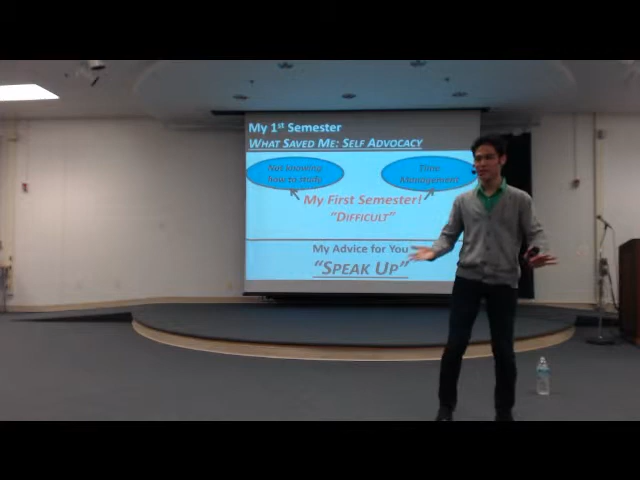 My 1st Semester
WHAT SAVED ME: SELF ADVOCACY
Not knowing
how to study
Time
Management
My First Semester!
"DIFFICULT"
My Advice for You
"SPEAK UP"